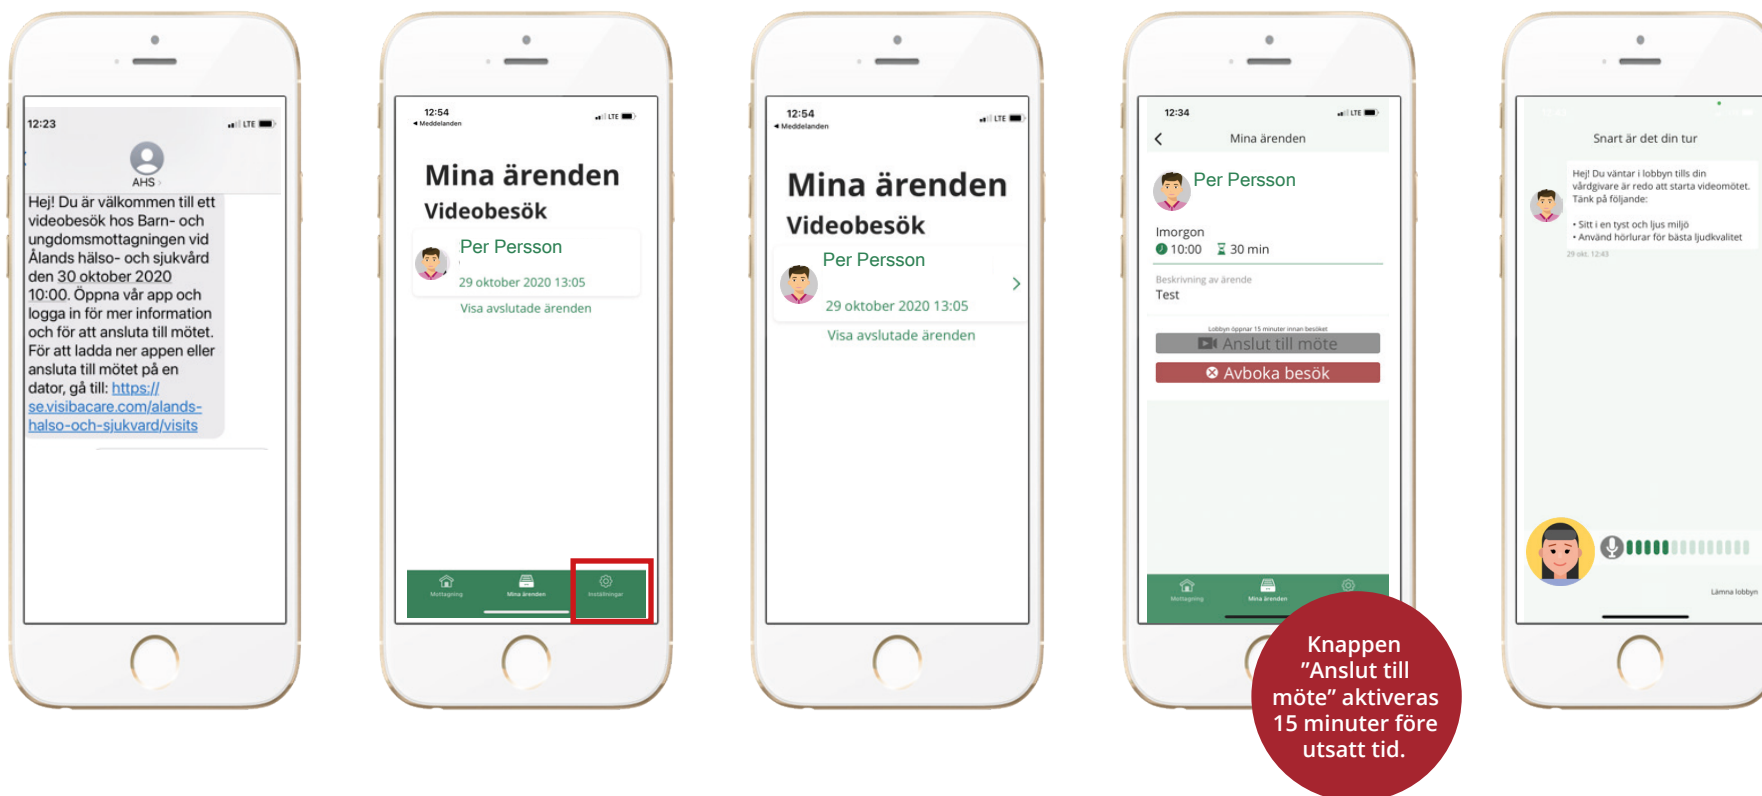 12:23
LTE
AHS
Hej! Du är välkommen till ett
videobesök hos Barn- och
ungdomsmottagningen vid
Ålands hälso- och sjukvård
den 30 oktober 2020
10:00. Öppna vår app och
logga in för mer information
och för att ansluta till mötet.
För att ladda ner appen eller
ansluta till mötet på en
dator, gå till: https://
se.visibacare.com/alands-
halso-och-sjukvard/visits
12:54
LTE
Meddelanden
Mina ärenden
Videobesök
Per Persson
29 oktober 2020 13:05
Visa avslutade ärenden
Mottagning
Mina ärenden
Inställningar
12:54
LTE
Meddelanden
Mina ärenden
Videobesök
Per Persson
29 oktober 2020 13:05
Visa avslutade ärenden
12:34
LTE
Mina ärenden
Per Persson
Imorgon
10:00 30 min
Beskrivning av ärende
Test
Lobbyn öppnar 15 minuter innan besöket
Anslut till möte
Avboka besök
Mottagning
Mina ärenden
Knappen
”Anslut till
möte” aktiveras
15 minuter före
utsatt tid.
Snart är det din tur
Hej! Du väntar i lobbyn tills din
vårdgivare är redo att starta videomötet.
Tänk på följande:
• Sitt i en tyst och ljus miljö
• Använd hörlurar för bästa ljudkvalitet
29 okt. 12:43
Lämna lobbyn